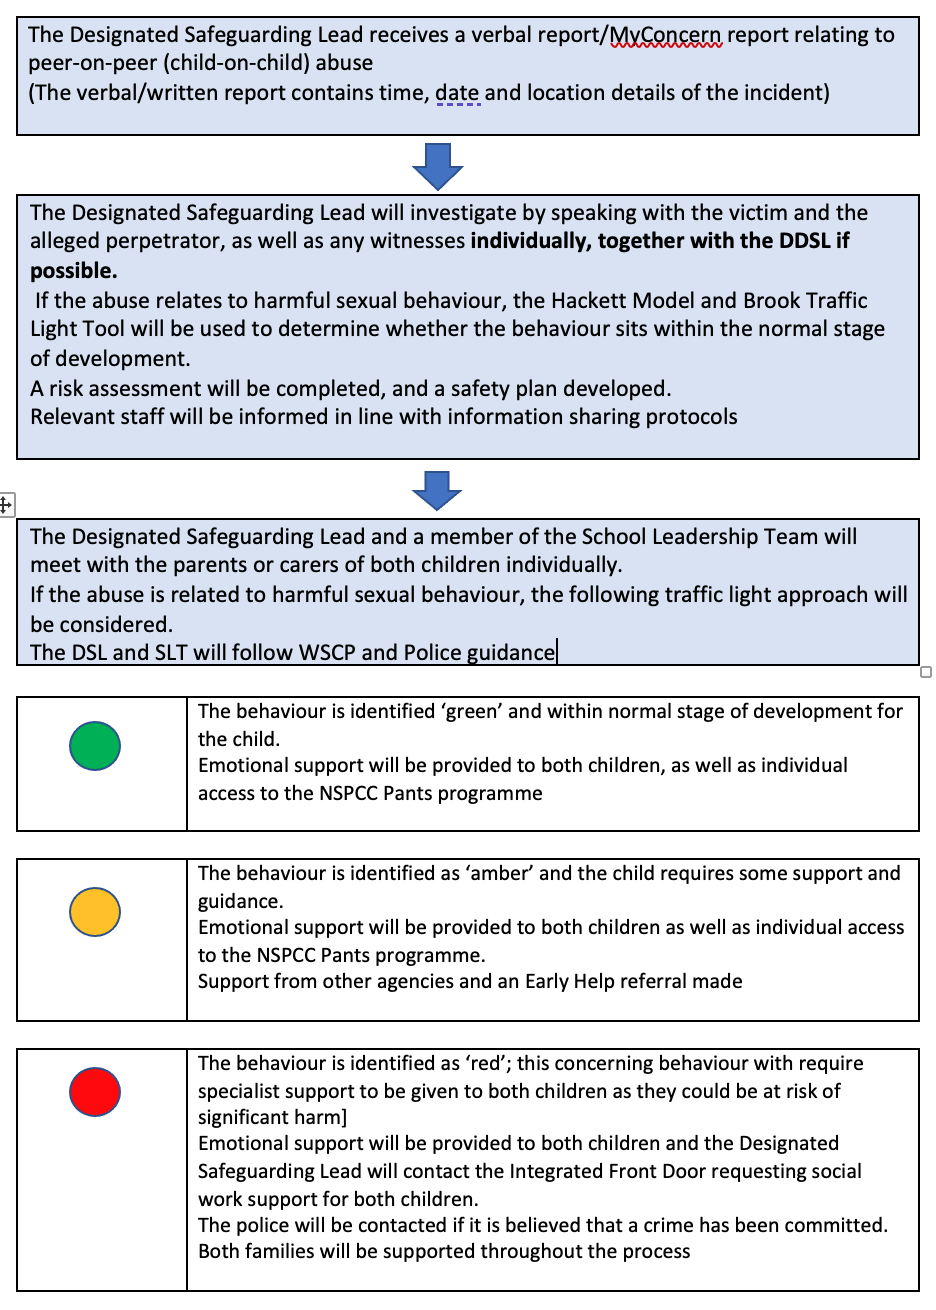 The Designated Safeguarding Lead receives a verbal report/MyConcern report relating to
peer-on-peer (child-on-child) abuse
(The verbal/written report contains time, date and location details of the incident)
The Designated Safeguarding Lead will investigate by speaking with the victim and the
alleged perpetrator, as well as any witnesses individually, together with the DDSL if
possible.
If the abuse relates to harmful sexual behaviour, the Hackett Model and Brook Traffic
Light Tool will be used to determine whether the behaviour sits within the normal stage
of development.
A risk assessment will be completed, and a safety plan developed.
Relevant staff will be informed in line with information sharing protocols
The Designated Safeguarding Lead and a member of the School Leadership Team will
meet with the parents or carers of both children individually.
If the abuse is related to harmful sexual behaviour, the following traffic light approach will
be considered.
The DSL and SLT will follow WSCP and Police guidance
The behaviour is identified ‘green’ and within normal stage of development for
the child.
Emotional support will be provided to both children, as well as individual
access to the NSPCC Pants programme
The behaviour is identified as ‘amber’ and the child requires some support and
guidance.
Emotional support will be provided to both children as well as individual access
to the NSPCC Pants programme.
Support from other agencies and an Early Help referral made
The behaviour is identified as ‘red’; this concerning behaviour with require
specialist support to be given to both children as they could be at risk of
significant harm]
Emotional support will be provided to both children and the Designated
Safeguarding Lead will contact the Integrated Front Door requesting social
work support for both children.
The police will be contacted if it is believed that a crime has been committed.
Both families will be supported throughout the process